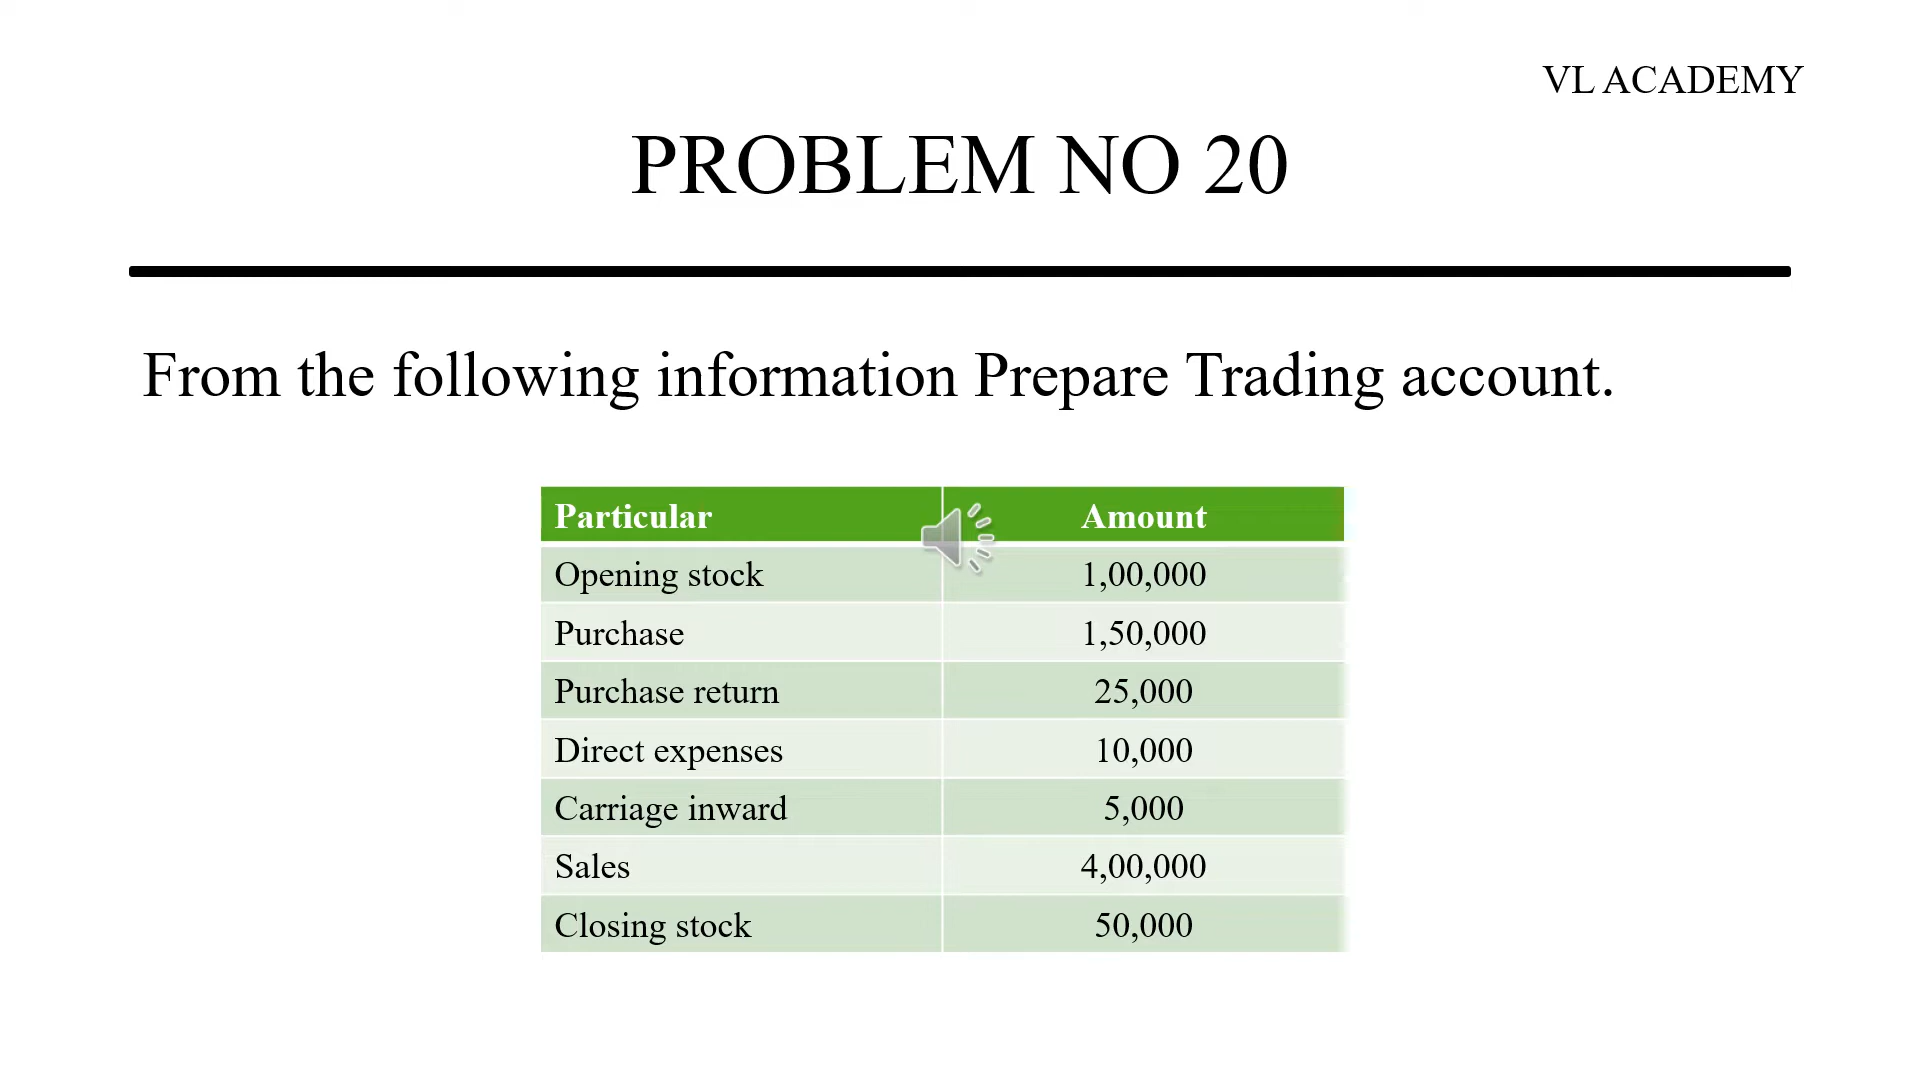 VL ACADEMY
PROBLEM NO 20
From the following information Prepare Trading account.
Particular Amount
Opening stock 1,00,000
Purchase 1,50,000
Purchase return 25,000
Direct expenses 10,000
Carriage inward 5,000
Sales 4,00,000
Closing stock 50,000